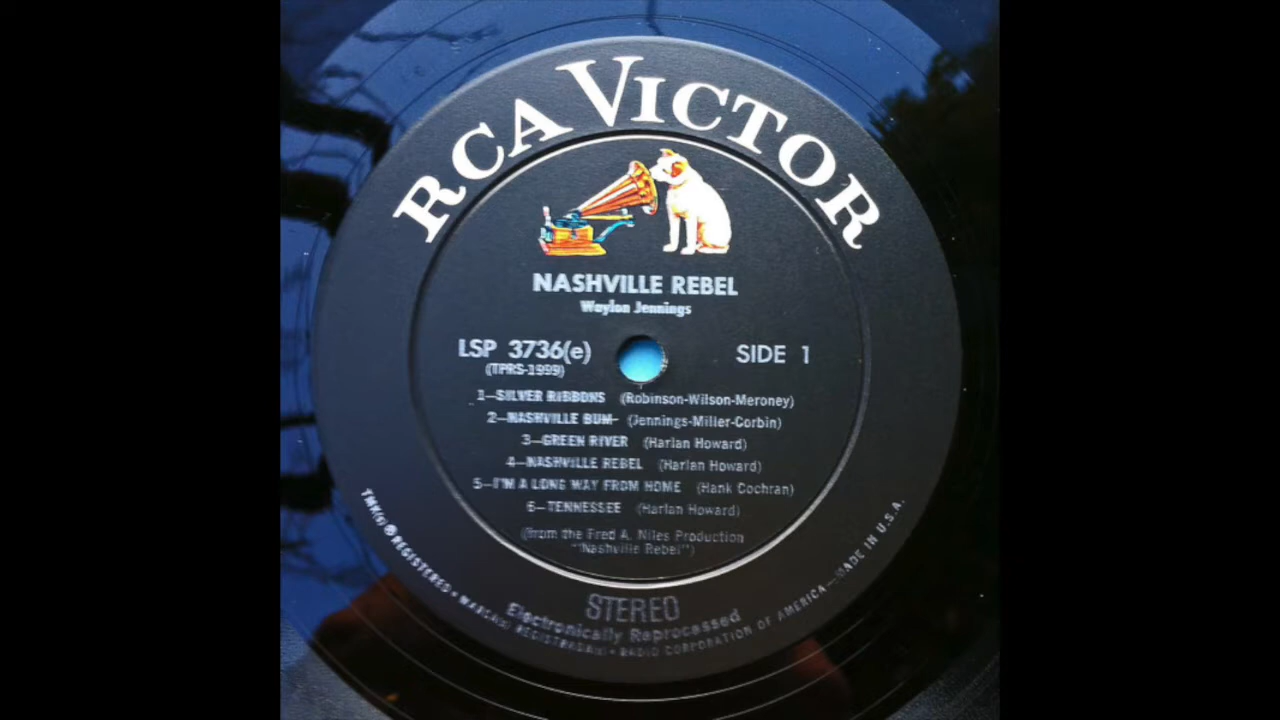 RCA VICTOR
NASHVILLE REBEL
Waylon Jennings
LSP 3736(e)
(TPRS-1999)
SIDE 1
1—SILVER RIBBONS (Robinson-Wilson-Meroney)
2—NASHVILLE BUM (Jennings-Miller-Corbin)
3—GREEN RIVER (Harlan Howard)
4—NASHVILLE REBEL (Harlan Howard)
5—I'M A LONG WAY FROM HOME (Hank Cochran)
6—TENNESSEE (Harlan Howard)
(from the Fred A. Niles Production
"Nashville Rebel")
STEREO
Electronically Reprocessed
TMK(s) ® REGISTERED • MARCA(s) REGISTRADA(s) • RADIO CORPORATION OF AMERICA—MADE IN U.S.A.